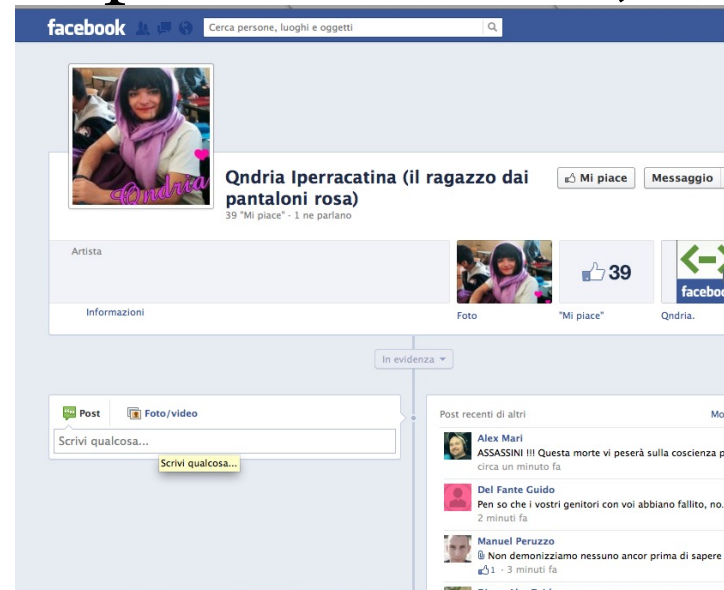 facebook
Cerca persone, luoghi e oggetti
Qndria
Qndria Iperracatina (il ragazzo dai
pantaloni rosa)
39 "Mi piace" · 1 ne parlano
Mi piace
Messaggio
Artista
Informazioni
39
faceboo
Foto
"Mi piace"
Qndria.
In evidenza
Post
Foto/video
Scrivi qualcosa...
Scrivi qualcosa...
Post recenti di altri
Mo
Alex Mari
ASSASSINI !!! Questa morte vi peserà sulla coscienza p
circa un minuto fa
Del Fante Guido
Pen so che i vostri genitori con voi abbiano fallito, no.
2 minuti fa
Manuel Peruzzo
Non demonizziamo nessuno ancor prima di sapere
1 · 3 minuti fa